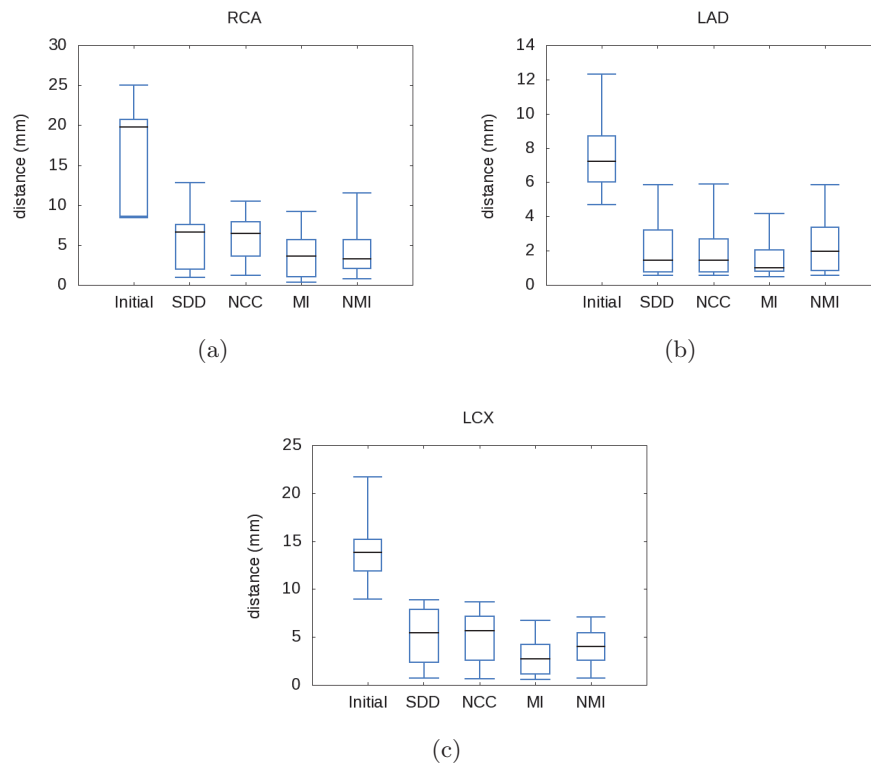 RCA
30
25
20
15
10
5
0
distance (mm)
Initial SDD NCC MI NMI
(a)
LAD
14
12
10
8
6
4
2
0
distance (mm)
Initial SDD NCC MI NMI
(b)
LCX
25
20
15
10
5
0
distance (mm)
Initial SDD NCC MI NMI
(c)